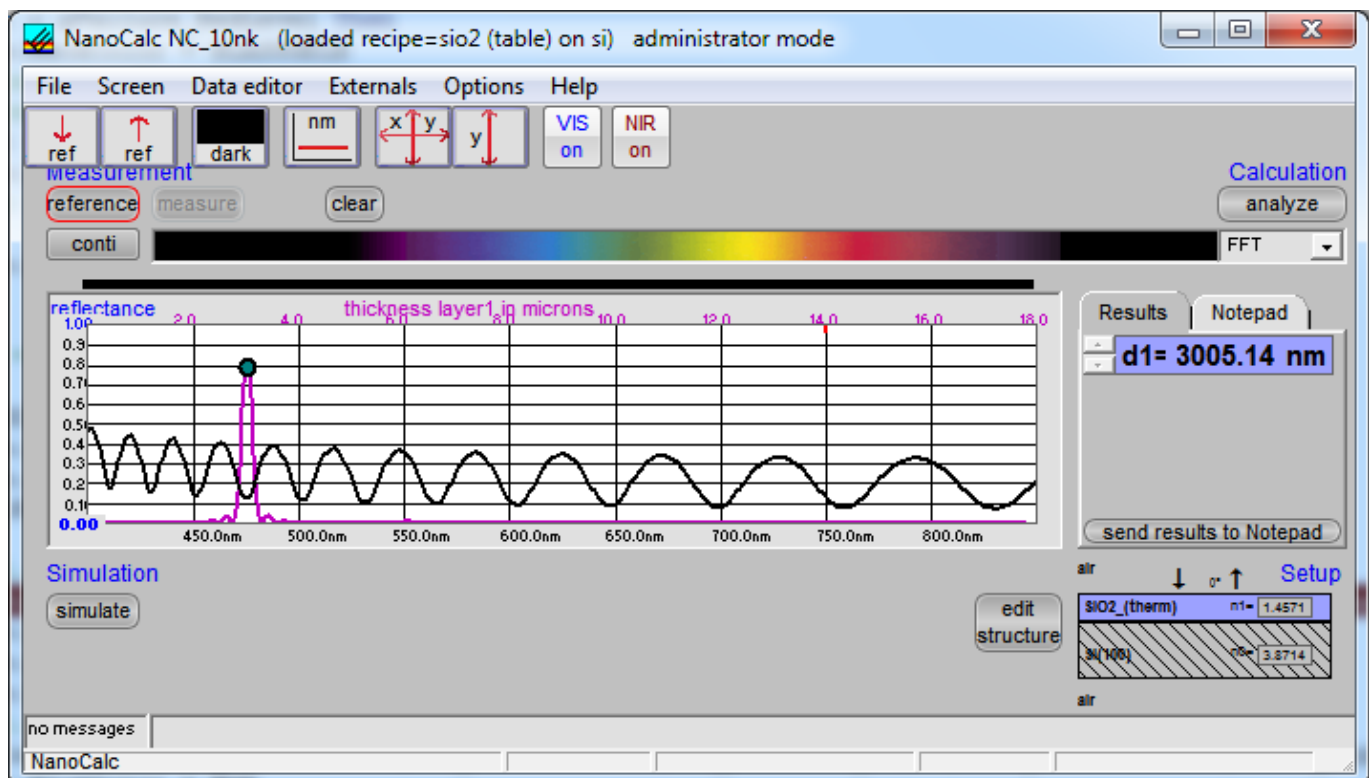 NanoCalc NC_10nk (loaded recipe=sio2 (table) on si) administrator mode
File Screen Data editor Externals Options Help
ref ref dark nm x y y VIS on NIR on
Measurement Calculation
reference measure clear analyze
conti FFT
reflectance thickness layer1 in microns
2.0 4.0 6.0 8.0 10.0 12.0 14.0 16.0 18.0
1.00
0.9
0.8
0.7
0.6
0.5
0.4
0.3
0.2
0.1
0.00
450.0nm 500.0nm 550.0nm 600.0nm 650.0nm 700.0nm 750.0nm 800.0nm
Results Notepad
d1= 3005.14 nm
send results to Notepad
Simulation
simulate
edit
structure
air 0° Setup
SIO2_(therm) n1= 1.4571
SI(100) 3.8714
air
no messages
NanoCalc